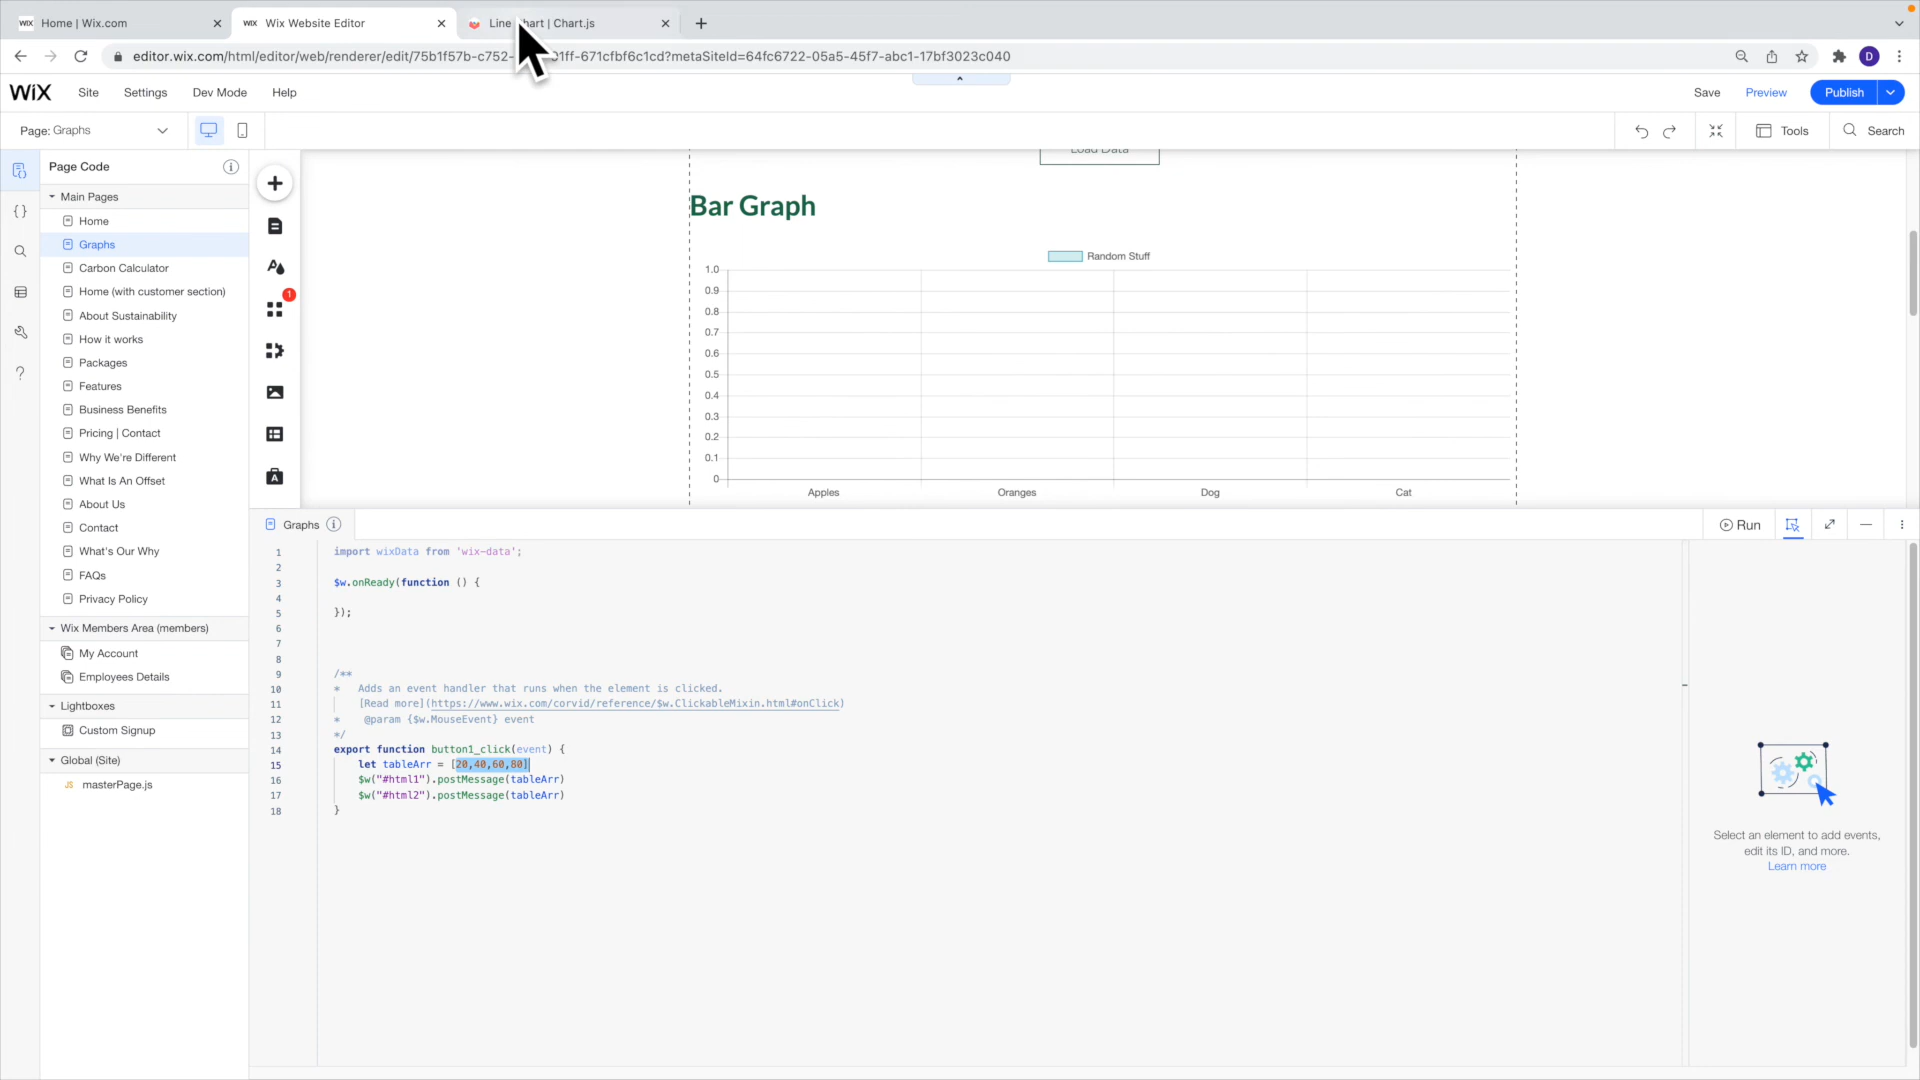 WiX Home | Wix.com
WiX Wix Website Editor
Line Chart | Chart.js
editor.wix.com/html/editor/web/renderer/edit/75b1f57b-c752- 01ff-671cfbf6c1cd?metaSiteId=64fc6722-05a5-45f7-abc1-17bf3023c040
D
WiX Site Settings Dev Mode Help
Save Preview Publish
Page: Graphs
Tools Search
Page Code
Main Pages
Home
Graphs
Carbon Calculator
Home (with customer section)
About Sustainability
How it works
Packages
Features
Business Benefits
Pricing | Contact
Why We're Different
What Is An Offset
About Us
Contact
What's Our Why
FAQs
Privacy Policy
Wix Members Area (members)
My Account
Employees Details
Lightboxes
Custom Signup
Global (Site)
JS masterPage.js
1
A
Load Data
Bar Graph
Random Stuff
1.0
0.9
0.8
0.7
0.6
0.5
0.4
0.3
0.2
0.1
0
Apples Oranges Dog Cat
Graphs
Run
1 import wixData from 'wix-data';
2
3 $w.onReady(function () {
4
5 });
6
7
8
9 /**
10 * Adds an event handler that runs when the element is clicked.
11 [Read more](https://www.wix.com/corvid/reference/$w.ClickableMixin.html#onClick)
12 * @param {$w.MouseEvent} event
13 */
14 export function button1_click(event) {
15 let tableArr = [20,40,60,80]
16 $w("#html1").postMessage(tableArr)
17 $w("#html2").postMessage(tableArr)
18 }
Select an element to add events,
edit its ID, and more.
Learn more